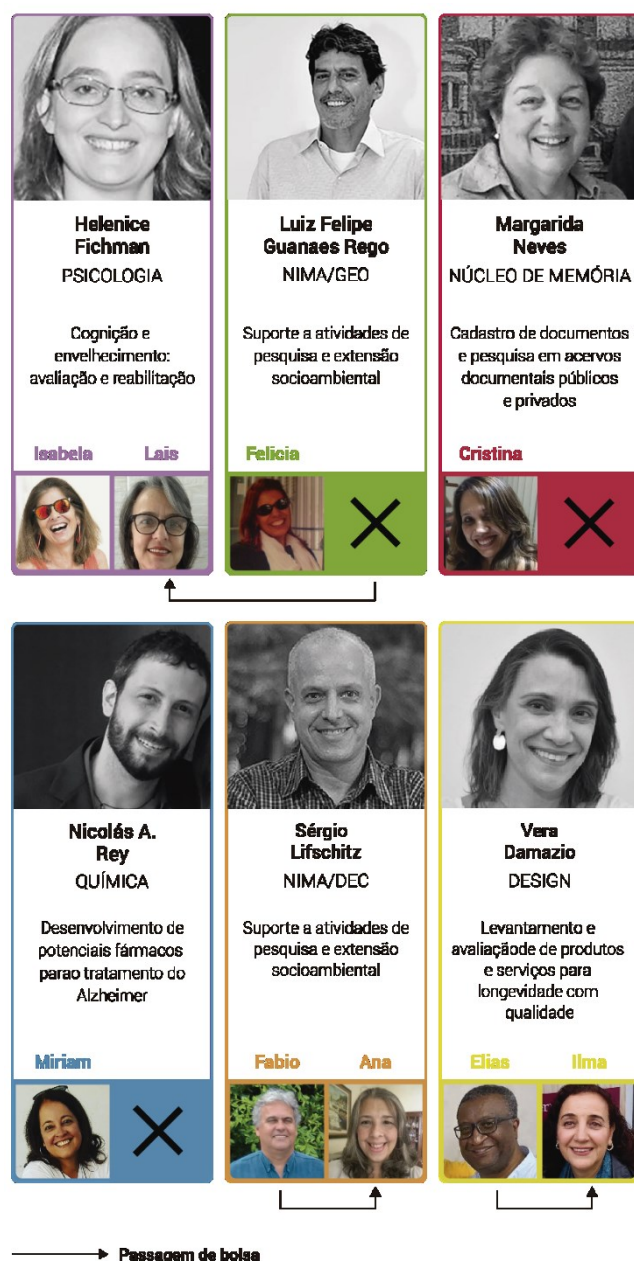 Helenice
Fichman
PSICOLOGIA
Cognição e
envelhecimento:
avaliação e reabilitação
Isabela Lais
Luiz Felipe
Guanaes Rego
NIMA/GEO
Suporte a atividades de
pesquisa e extensão
socioambiental
Felicia
Margarida
Neves
NÚCLEO DE MEMÓRIA
Cadastro de documentos
e pesquisa em acervos
documentais públicos
e privados
Cristina
Nicolás A.
Rey
QUÍMICA
Desenvolvimento de
potenciais fármacos
parao tratamento do
Alzheimer
Miriam
Sérgio
Lifschitz
NIMA/DEC
Suporte a atividades de
pesquisa e extensão
socioambiental
Fabio Ana
Vera
Damazio
DESIGN
Levantamento e
avaliaçãode de produtos
e serviços para
longevidade com
qualidade
Elias Ilma
Passagem de bolsa